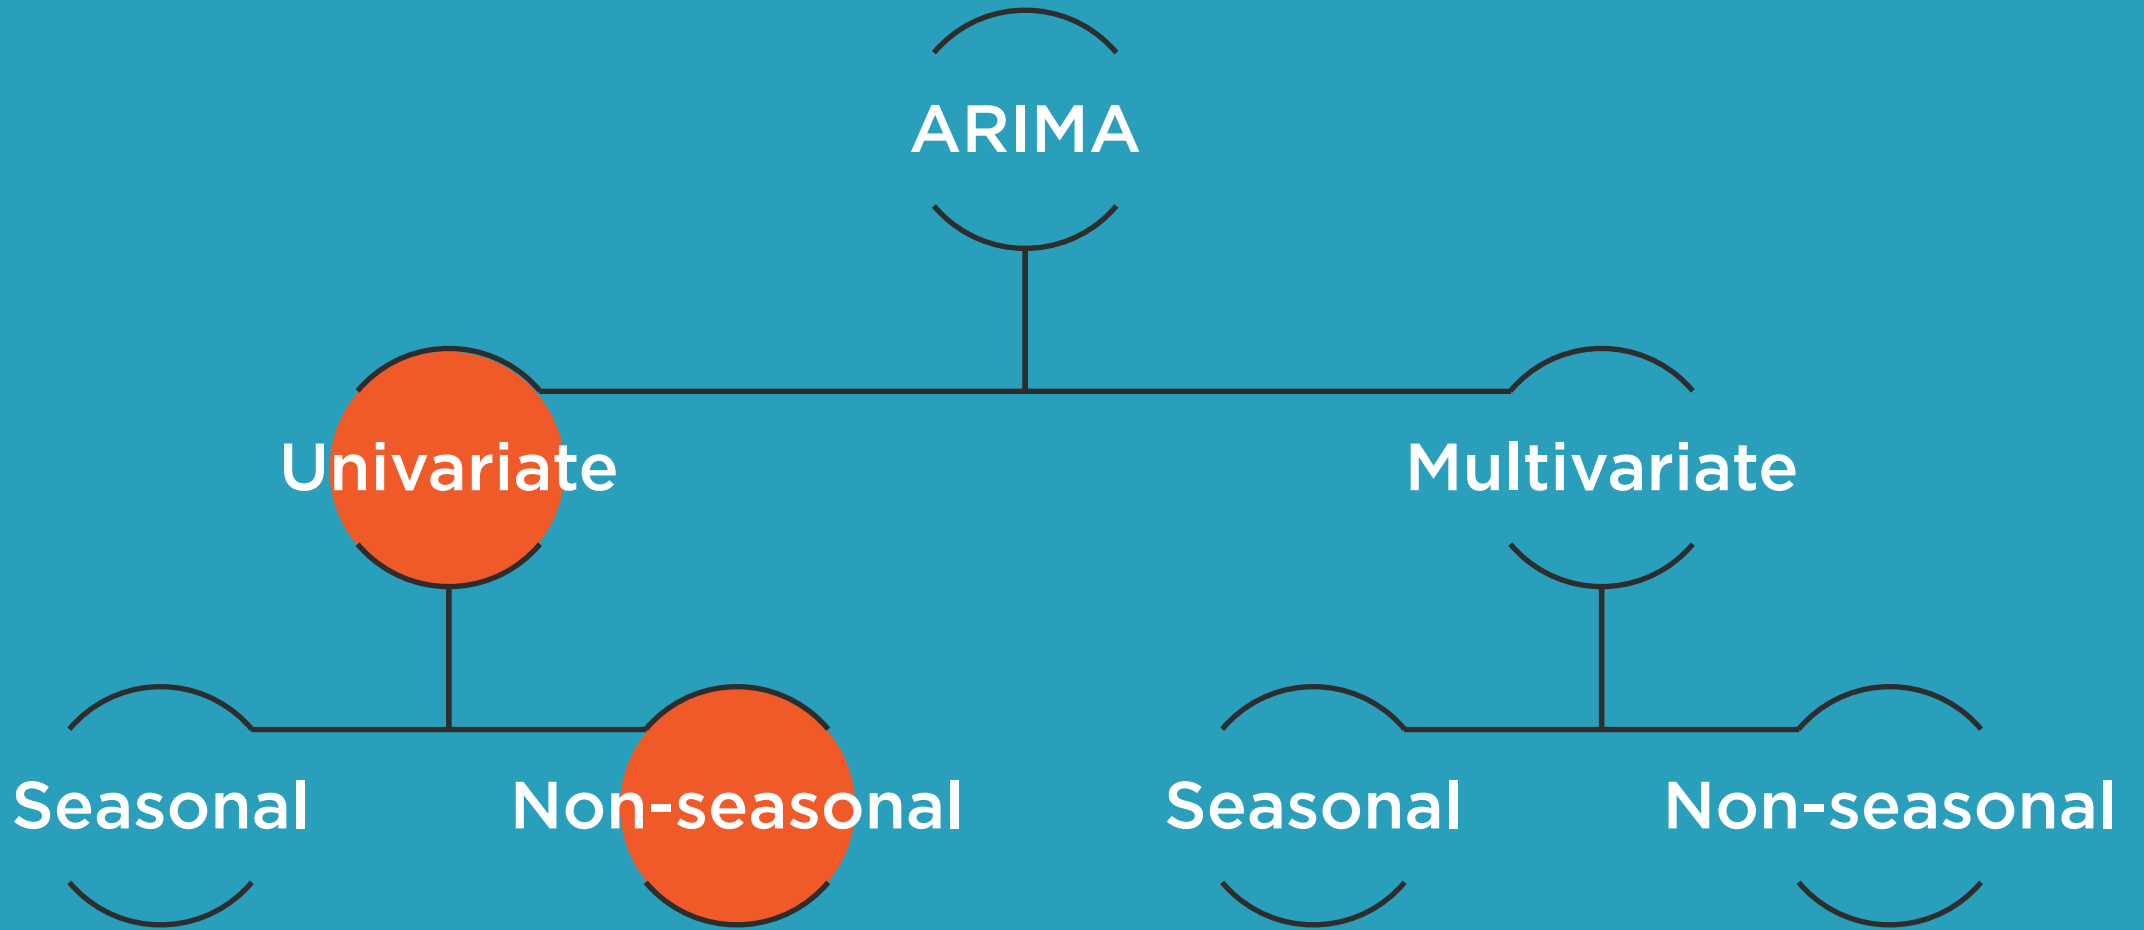 ARIMA
Univariate
Multivariate
Seasonal
Non-seasonal
Seasonal
Non-seasonal